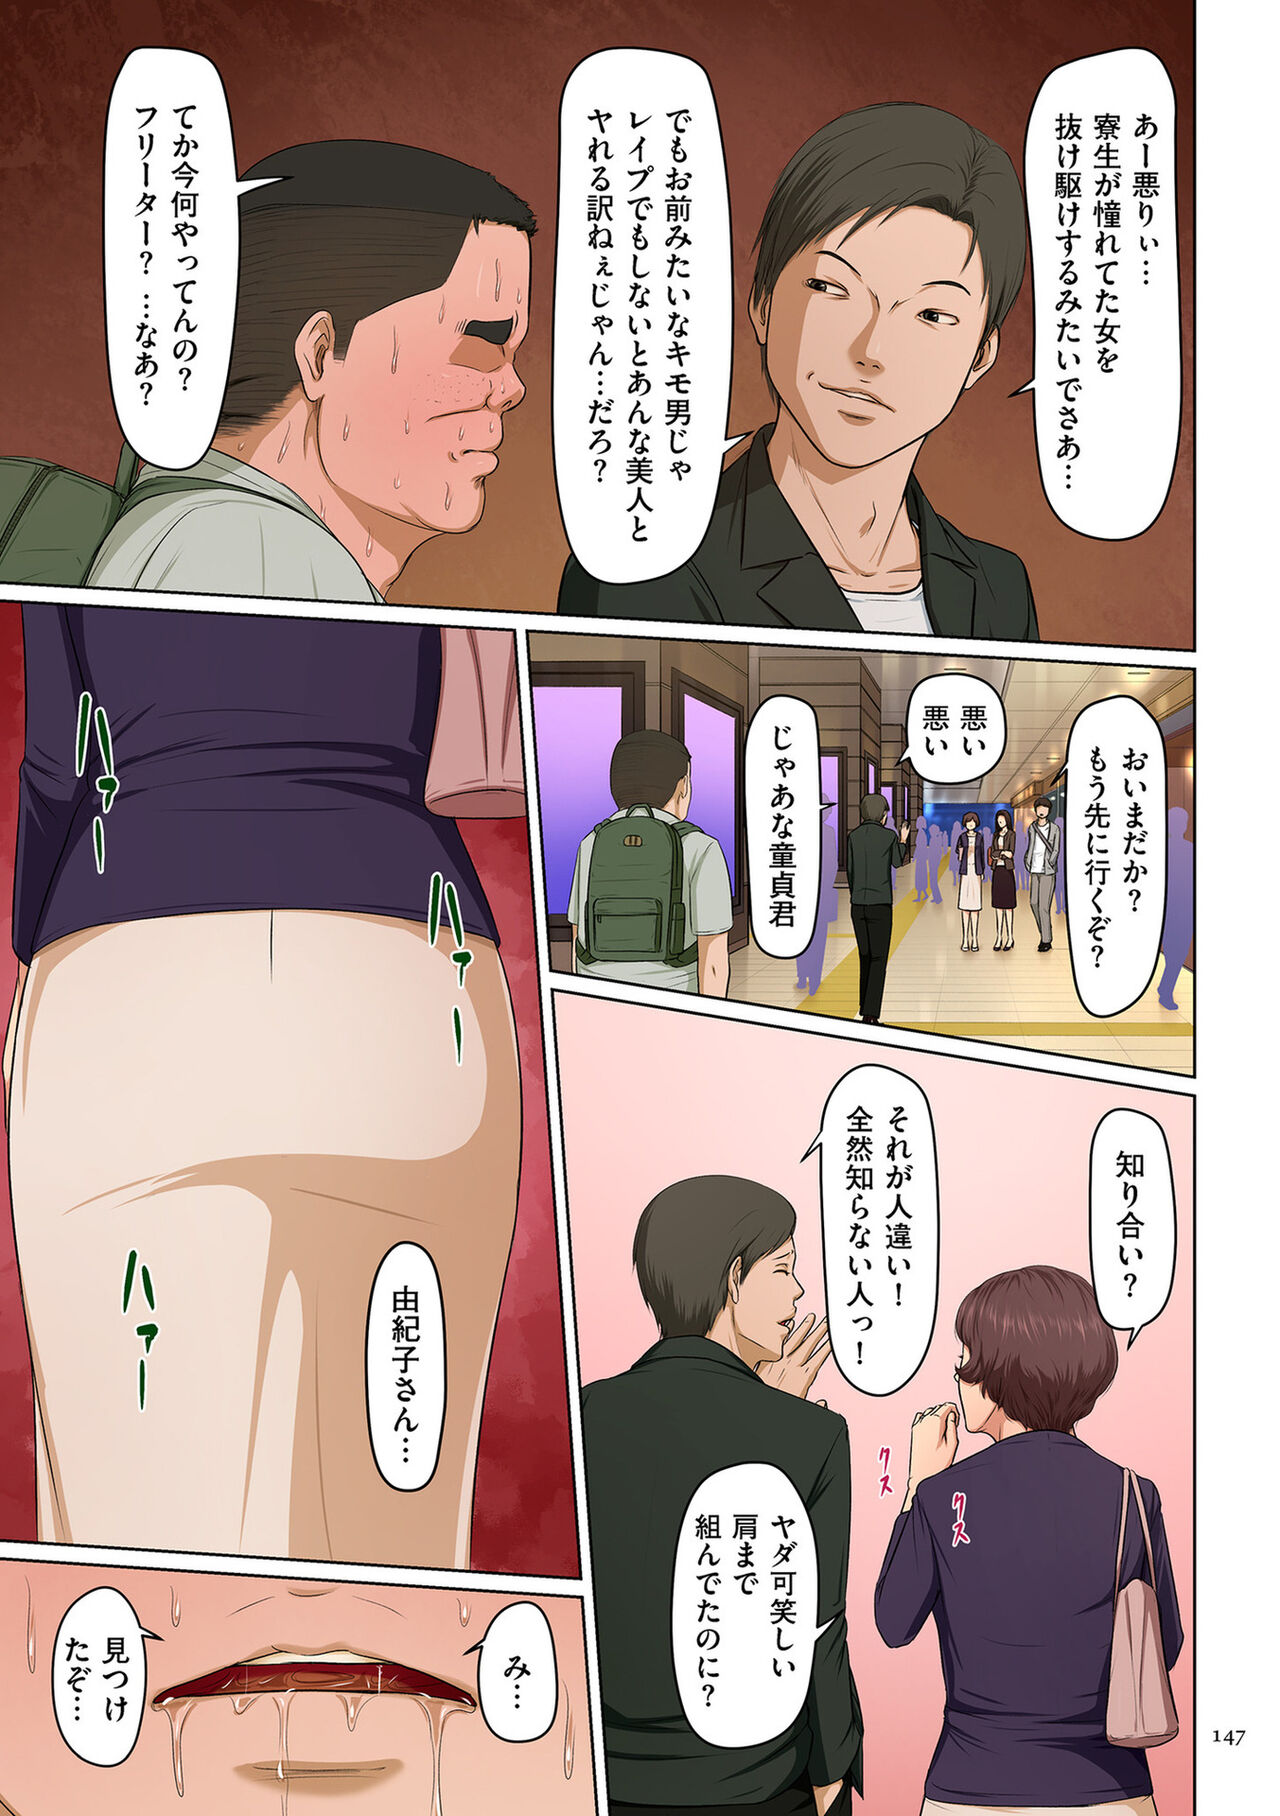 あー悪りぃ…
寮生が憧れてた女を
抜け駆けするみたいでさあ…
でもお前みたいなキモ男じゃ
レイプでもしないとあんな美人と
ヤれる訳ねぇじゃん…だろ？
てか今何やってんの？
フリーター？…なあ？
おいまだか？
もう先に行くぞ？
悪い
悪い
じゃあな童貞君
知り合い？
それが人違い！
全然知らない人っ！
クス
クス
ヤダ可笑しい
肩まで
組んでたのに？
ハァー
ハァー
ハァー
由紀子さん…
み…
見つけ
たぞ…
147